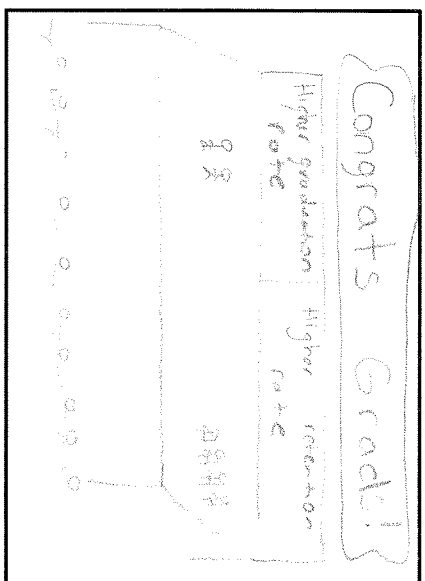 Congrats Grads!
Higher graduation
rate
Higher retention
rate